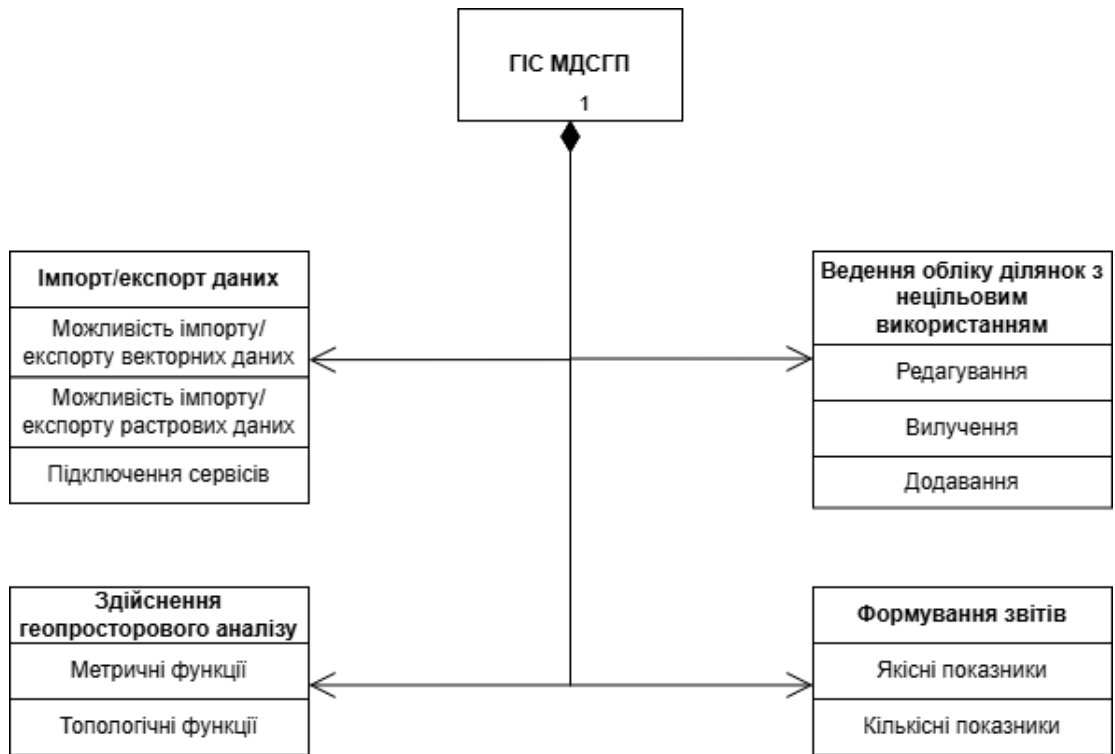 ГІС МДСГП
1
Імпорт/експорт даних
Можливість імпорту/
експорту векторних даних
Можливість імпорту/
експорту растрових даних
Підключення сервісів
Ведення обліку ділянок з
нецільовим
використанням
Редагування
Вилучення
Додавання
Здійснення
геопросторового аналізу
Метричні функції
Топологічні функції
Формування звітів
Якісні показники
Кількісні показники